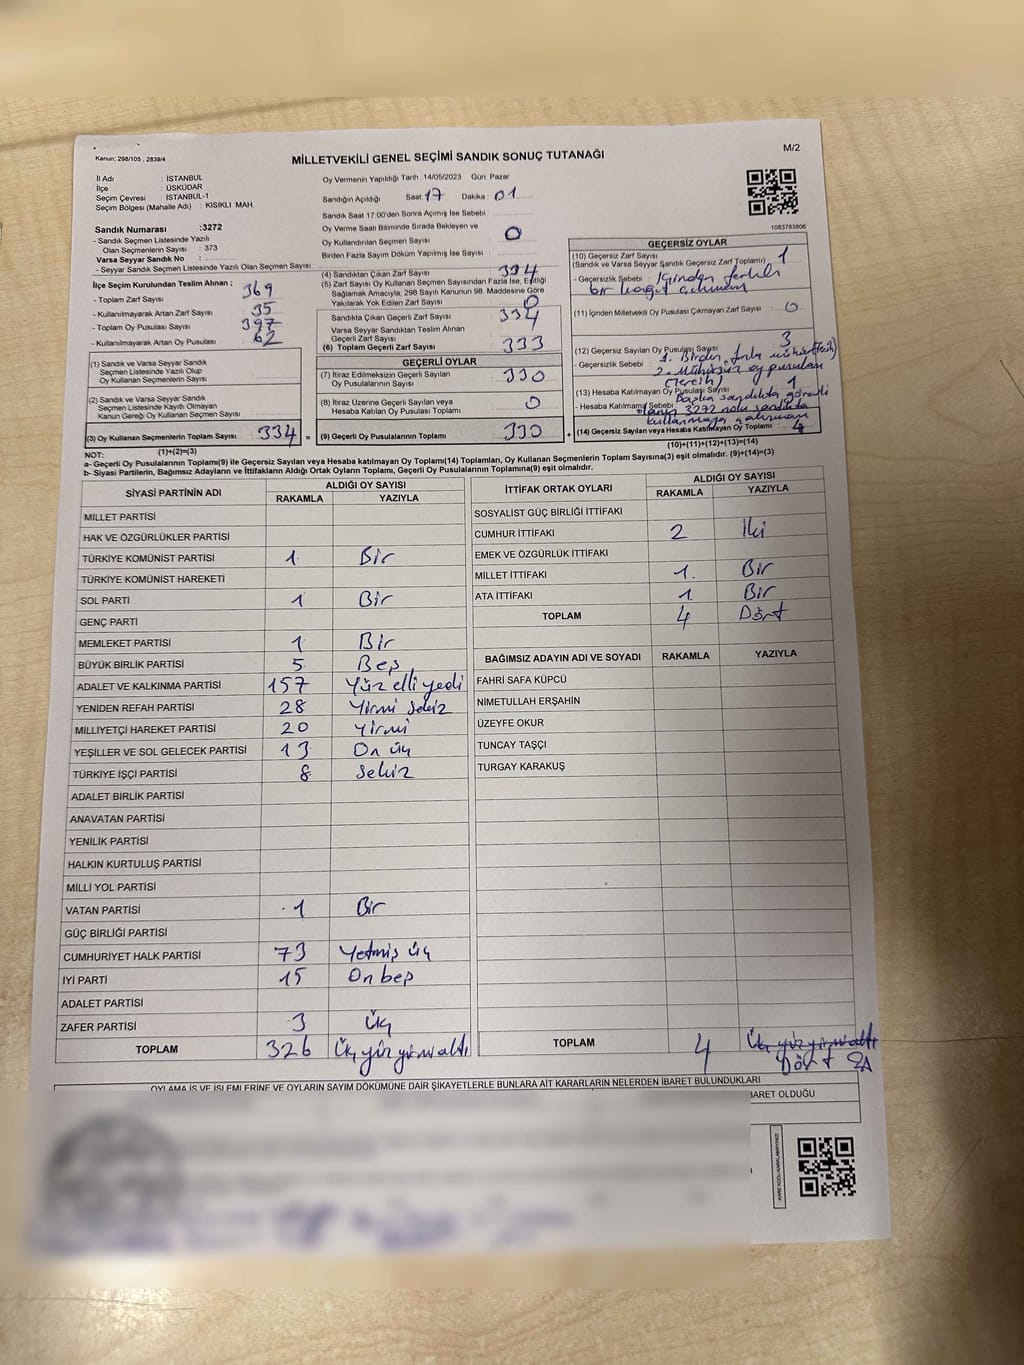 Kanun: 298/105 , 2839/4
MİLLETVEKİLİ GENEL SEÇİMİ SANDIK SONUÇ TUTANAĞI
M/2
İl Adı : İSTANBUL
İlçe : ÜSKÜDAR
Seçim Çevresi : İSTANBUL-1
Seçim Bölgesi (Mahalle Adı) : KISIKLI MAH.
Sandık Numarası :3272
- Sandık Seçmen Listesinde Yazılı
Olan Seçmenlerin Sayısı : 373
Varsa Seyyar Sandık No :
- Seyyar Sandık Seçmen Listesinde Yazılı Olan Seçmen Sayısı:
İlçe Seçim Kurulundan Teslim Alınan ;
- Toplam Zarf Sayısı : 369
- Kullanılmayarak Artan Zarf Sayısı : 35
- Toplam Oy Pusulası Sayısı : 397
- Kullanılmayarak Artan Oy Pusulası : 62
(1) Sandık ve Varsa Seyyar Sandık
Seçmen Listesinde Yazılı Olup
Oy Kullanan Seçmenlerin Sayısı
(2) Sandık ve Varsa Seyyar Sandık
Seçmen Listesinde Kayıtlı Olmayan
Kanun Gereği Oy Kullanan Seçmen Sayısı
(3) Oy Kullanan Seçmenlerin Toplam Sayısı : 334 =
(1)+(2)=(3)
Oy Vermenin Yapıldığı Tarih : 14/05/2023 Gün: Pazar
Sandığın Açıldığı Saat: 17 Dakika : 01
Sandık Saat 17:00'den Sonra Açımış İse Sebebi :
Oy Verme Saati Bitiminde Sırada Bekleyen ve
Oy Kullandırılan Seçmen Sayısı : 0
Birden Fazla Sayım Döküm Yapılmış İse Sayısı :
(4) Sandıktan Çıkan Zarf Sayısı : 334
(5) Zarf Sayısı Oy Kullanan Seçmen Sayısından Fazla İse, Eşitliği
Sağlamak Amacıyla, 298 Sayılı Kanunun 98. Maddesine Göre
Yakılarak Yok Edilen Zarf Sayısı : 0
Sandıkta Çıkan Geçerli Zarf Sayısı : 334
Varsa Seyyar Sandıktan Teslim Alınan
Geçerli Zarf Sayısı :
(6) Toplam Geçerli Zarf Sayısı : 333
GEÇERLİ OYLAR
(7) İtiraz Edilmeksizin Geçerli Sayılan
Oy Pusulalarının Sayısı : 330
(8) İtiraz Üzerine Geçerli Sayılan veya
Hesaba Katılan Oy Pusulası Toplamı : 0
(9) Geçerli Oy Pusulalarının Toplamı : 330 +
1083783806
GEÇERSİZ OYLAR
(10) Geçersiz Zarf Sayısı
(Sandık ve Varsa Seyyar Sandık Geçersiz Zarf Toplamı) : 1
- Geçersizlik Sebebi : İçinden farklı
bir kağıt çıkması
(11) İçinden Milletvekili Oy Pusulası Çıkmayan Zarf Sayısı : 0
(12) Geçersiz Sayılan Oy Pusulası Sayısı : 3
- Geçersizlik Sebebi : 1. Birden fazla mühür (tercih)
2. Mühürsüz oy pusulası
(tercih)
(13) Hesaba Katılmayan Oy Pusulası Sayısı : 1
- Hesaba Katılmama Sebebi : Başka sandıkta görevli
olanın 3272 nolu sandıkta
kullanmaya çalışması
(14) Geçersiz Sayılan veya Hesaba Katılmayan Oy Toplamı : 4
(10)+(11)+(12)+(13)=(14)
NOT:
a- Geçerli Oy Pusulalarının Toplamı(9) ile Geçersiz Sayılan veya Hesaba Katılmayan Oy Toplamı(14) Toplamları, Oy Kullanan Seçmenlerin Toplam Sayısına(3) eşit olmalıdır. (9)+(14)=(3)
b- Siyasi Partilerin, Bağımsız Adayların ve İttifakların Aldığı Ortak Oyların Toplamı, Geçerli Oy Pusulalarının Toplamına(9) eşit olmalıdır.
SİYASİ PARTİNİN ADI ALDIĞI OY SAYISI
RAKAMLA YAZIYLA
MİLLET PARTİSİ
HAK VE ÖZGÜRLÜKLER PARTİSİ
TÜRKİYE KOMÜNİST PARTİSİ 1 Bir
TÜRKİYE KOMÜNİST HAREKETİ
SOL PARTİ 1 Bir
GENÇ PARTİ
MEMLEKET PARTİSİ 1 Bir
BÜYÜK BİRLİK PARTİSİ 5 Beş
ADALET VE KALKINMA PARTİSİ 157 Yüz elli yedi
YENİDEN REFAH PARTİSİ 28 Yirmi sekiz
MİLLİYETÇİ HAREKET PARTİSİ 20 Yirmi
YEŞİLLER VE SOL GELECEK PARTİSİ 13 On üç
TÜRKİYE İŞÇİ PARTİSİ 8 Sekiz
ADALET BİRLİK PARTİSİ
ANAVATAN PARTİSİ
YENİLİK PARTİSİ
HALKIN KURTULUŞ PARTİSİ
MİLLİ YOL PARTİSİ
VATAN PARTİSİ 1 Bir
GÜÇ BİRLİĞİ PARTİSİ
CUMHURİYET HALK PARTİSİ 73 Yetmiş üç
İYİ PARTİ 15 On beş
ADALET PARTİSİ
ZAFER PARTİSİ 3 Üç
TOPLAM 326 Üç yüz yirmi altı
İTTİFAK ORTAK OYLARI ALDIĞI OY SAYISI
RAKAMLA YAZIYLA
SOSYALİST GÜÇ BİRLİĞİ İTTİFAKI
CUMHUR İTTİFAKI 2 İki
EMEK VE ÖZGÜRLÜK İTTİFAKI
MİLLET İTTİFAKI 1 Bir
ATA İTTİFAKI 1 Bir
TOPLAM 4 Dört
BAĞIMSIZ ADAYIN ADI VE SOYADI RAKAMLA YAZIYLA
FAHRİ SAFA KÜPCÜ
NİMETULLAH ERŞAHİN
ÜZEYFE OKUR
TUNCAY TAŞÇI
TURGAY KARAKUŞ
TOPLAM 4 Üç yüz yirmi altı
Dört
OYLAMA İŞ VE İŞLEMLERİNE VE OYLARIN SAYIM DÖKÜMÜNE DAİR ŞİKAYETLERLE BUNLARA AİT KARARLARIN NELERDEN İBARET BULUNDUKLARI
BARET OLDUĞU
KARE KODU KARALAMAYINIZ!